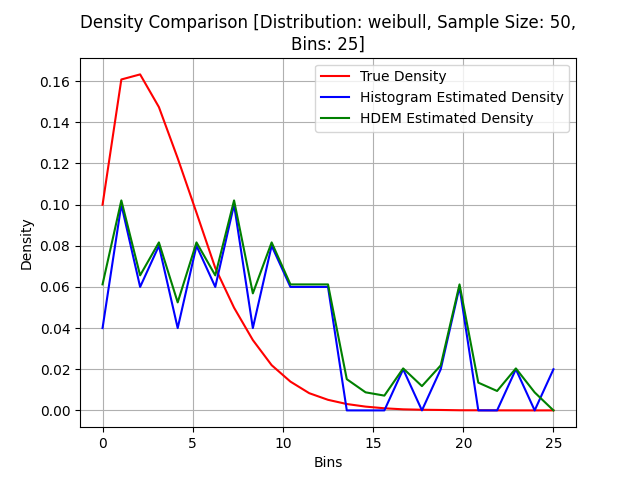 Density Comparison [Distribution: weibull, Sample Size: 50,
Bins: 25]
True Density
Histogram Estimated Density
HDEM Estimated Density
Density
0.16
0.14
0.12
0.10
0.08
0.06
0.04
0.02
0.00
0 5 10 15 20 25
Bins